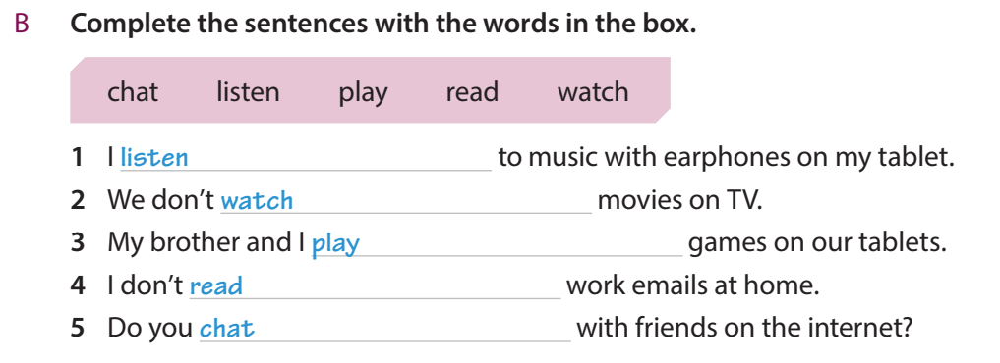 B Complete the sentences with the words in the box.
chat listen play read watch
1 I listen to music with earphones on my tablet.
2 We don’t watch movies on TV.
3 My brother and I play games on our tablets.
4 I don’t read work emails at home.
5 Do you chat with friends on the internet?